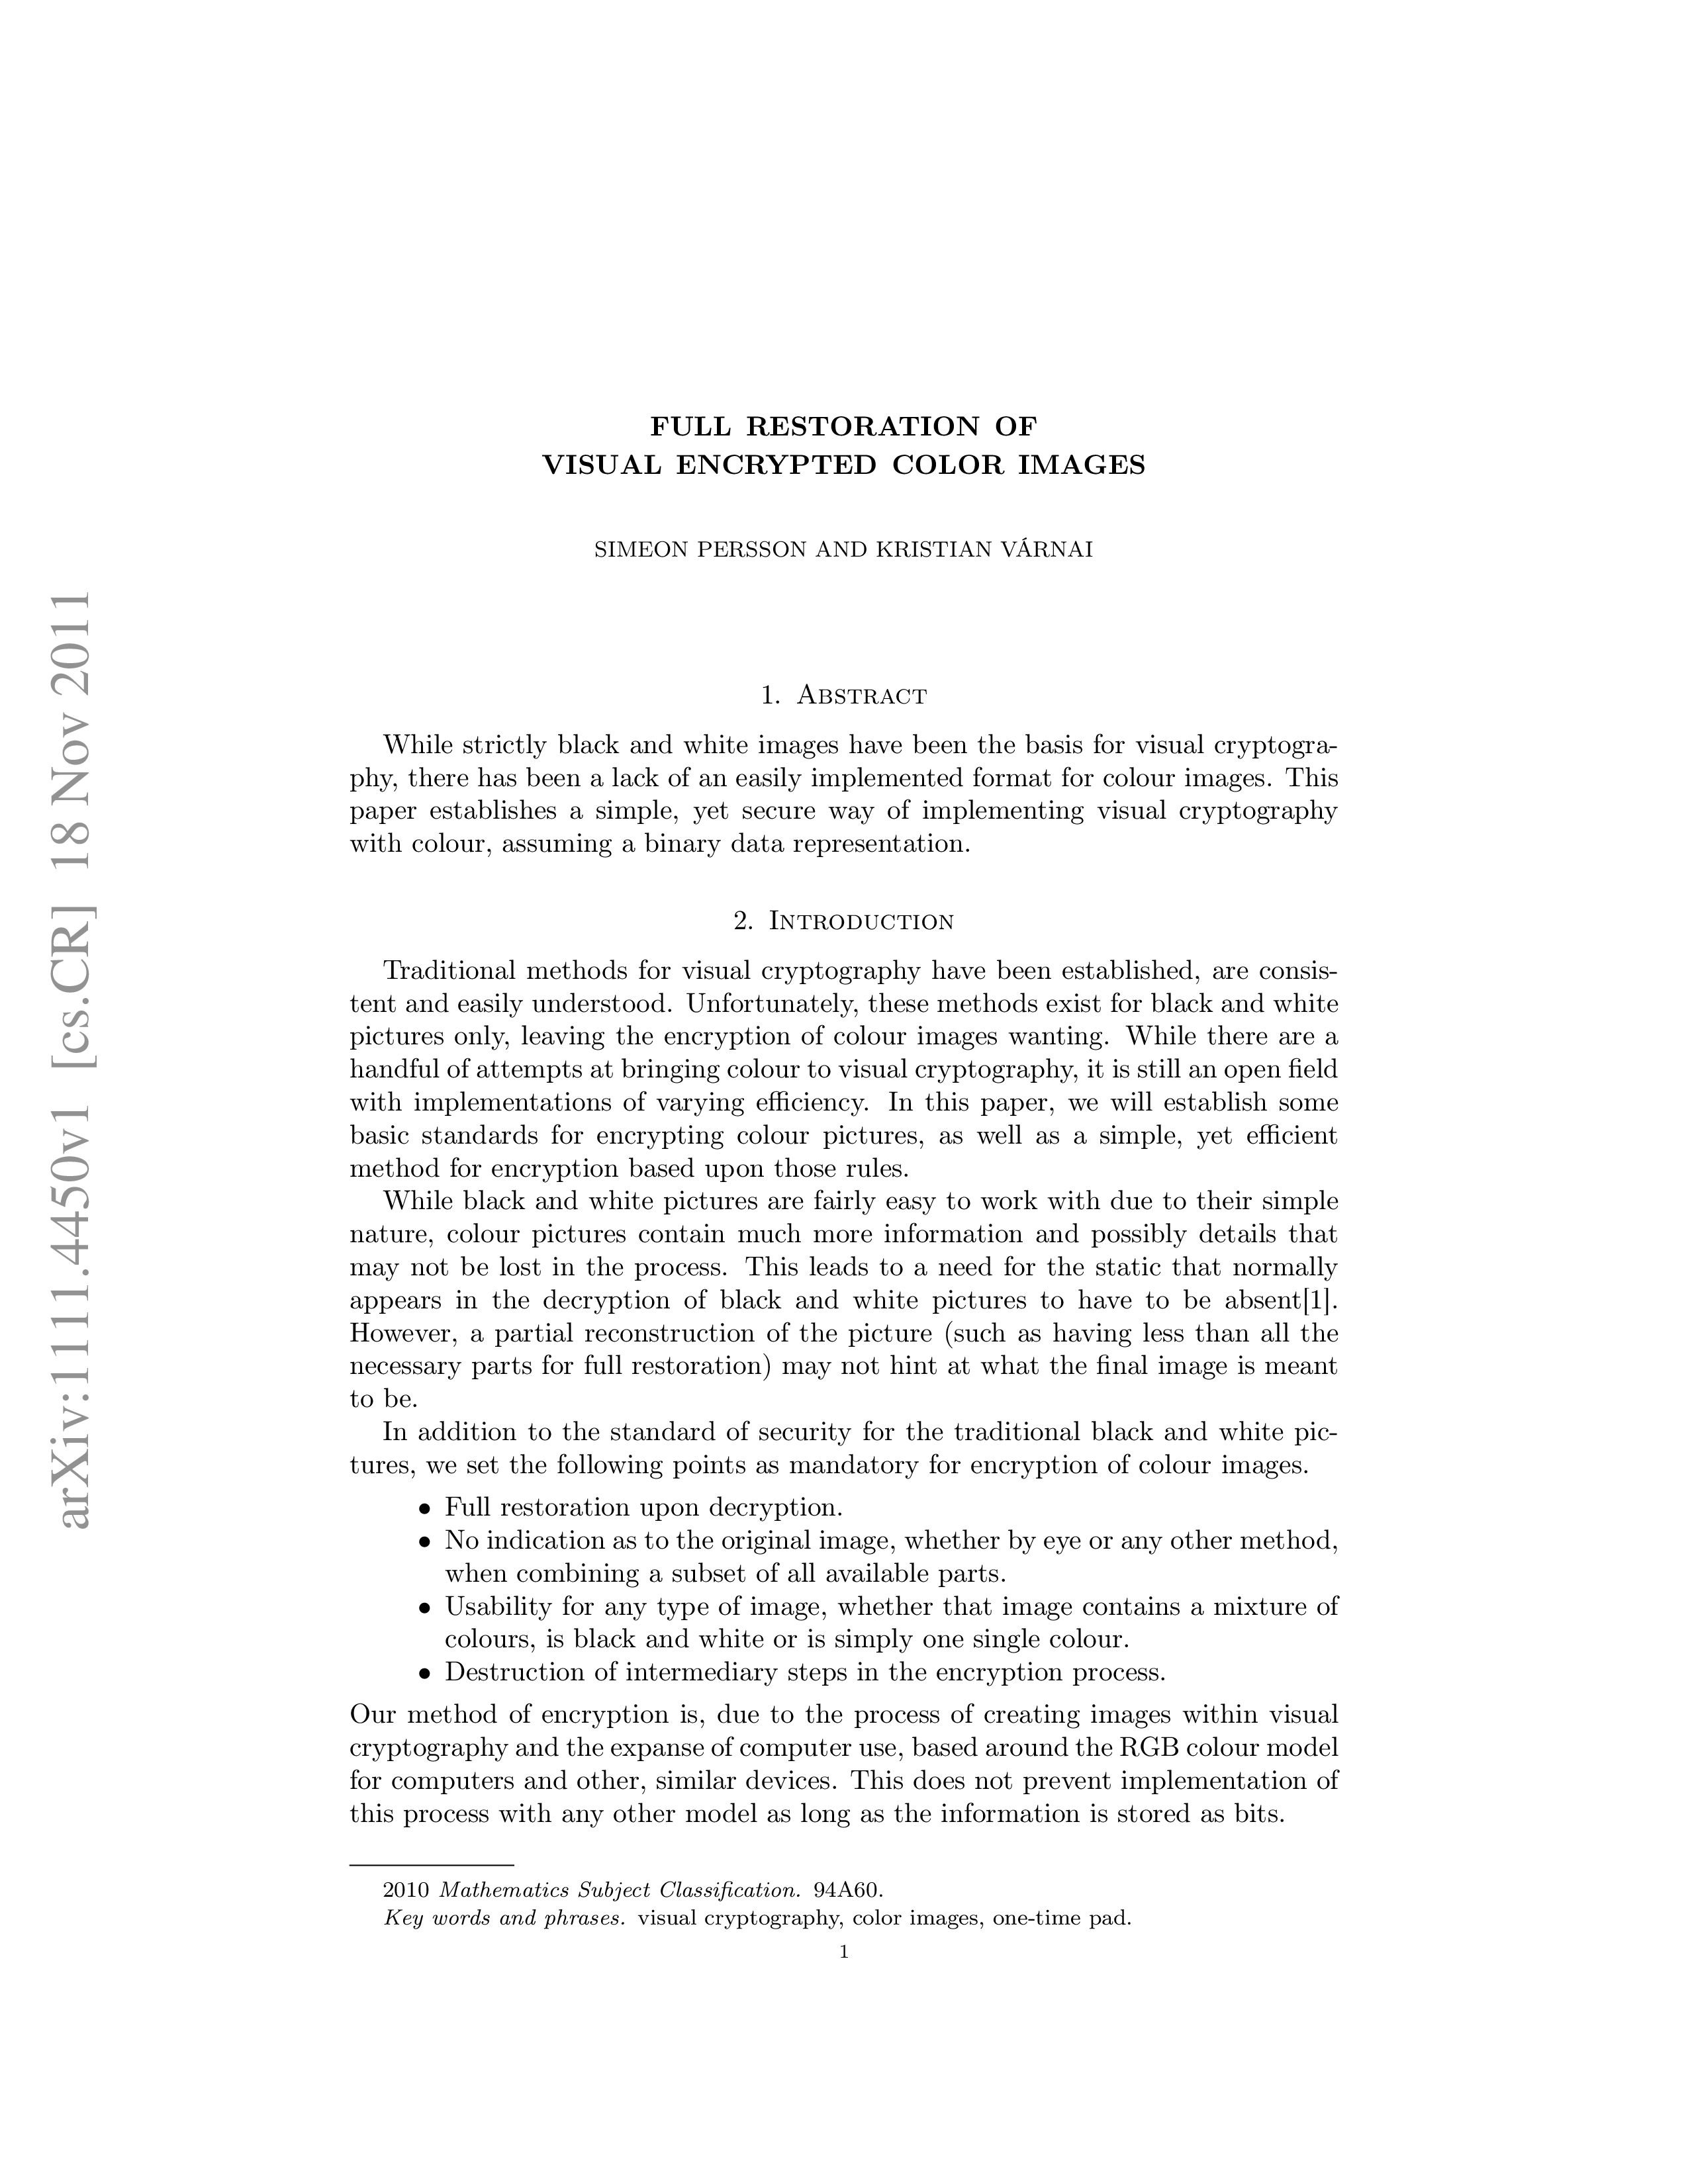 FULL RESTORATION OF
VISUAL ENCRYPTED COLOR IMAGES
SIMEON PERSSON AND KRISTIAN VÁRNAI
1. Abstract
While strictly black and white images have been the basis for visual cryptogra-
phy, there has been a lack of an easily implemented format for colour images. This
paper establishes a simple, yet secure way of implementing visual cryptography
with colour, assuming a binary data representation.
2. Introduction
Traditional methods for visual cryptography have been established, are consis-
tent and easily understood. Unfortunately, these methods exist for black and white
pictures only, leaving the encryption of colour images wanting. While there are a
handful of attempts at bringing colour to visual cryptography, it is still an open field
with implementations of varying efficiency. In this paper, we will establish some
basic standards for encrypting colour pictures, as well as a simple, yet efficient
method for encryption based upon those rules.
While black and white pictures are fairly easy to work with due to their simple
nature, colour pictures contain much more information and possibly details that
may not be lost in the process. This leads to a need for the static that normally
appears in the decryption of black and white pictures to have to be absent[1].
However, a partial reconstruction of the picture (such as having less than all the
necessary parts for full restoration) may not hint at what the final image is meant
to be.
In addition to the standard of security for the traditional black and white pic-
tures, we set the following points as mandatory for encryption of colour images.
• Full restoration upon decryption.
• No indication as to the original image, whether by eye or any other method,
when combining a subset of all available parts.
• Usability for any type of image, whether that image contains a mixture of
colours, is black and white or is simply one single colour.
• Destruction of intermediary steps in the encryption process.
Our method of encryption is, due to the process of creating images within visual
cryptography and the expanse of computer use, based around the RGB colour model
for computers and other, similar devices. This does not prevent implementation of
this process with any other model as long as the information is stored as bits.
2010 Mathematics Subject Classification. 94A60.
Key words and phrases. visual cryptography, color images, one-time pad.
1
arXiv:1111.4450v1 [cs.CR] 18 Nov 2011